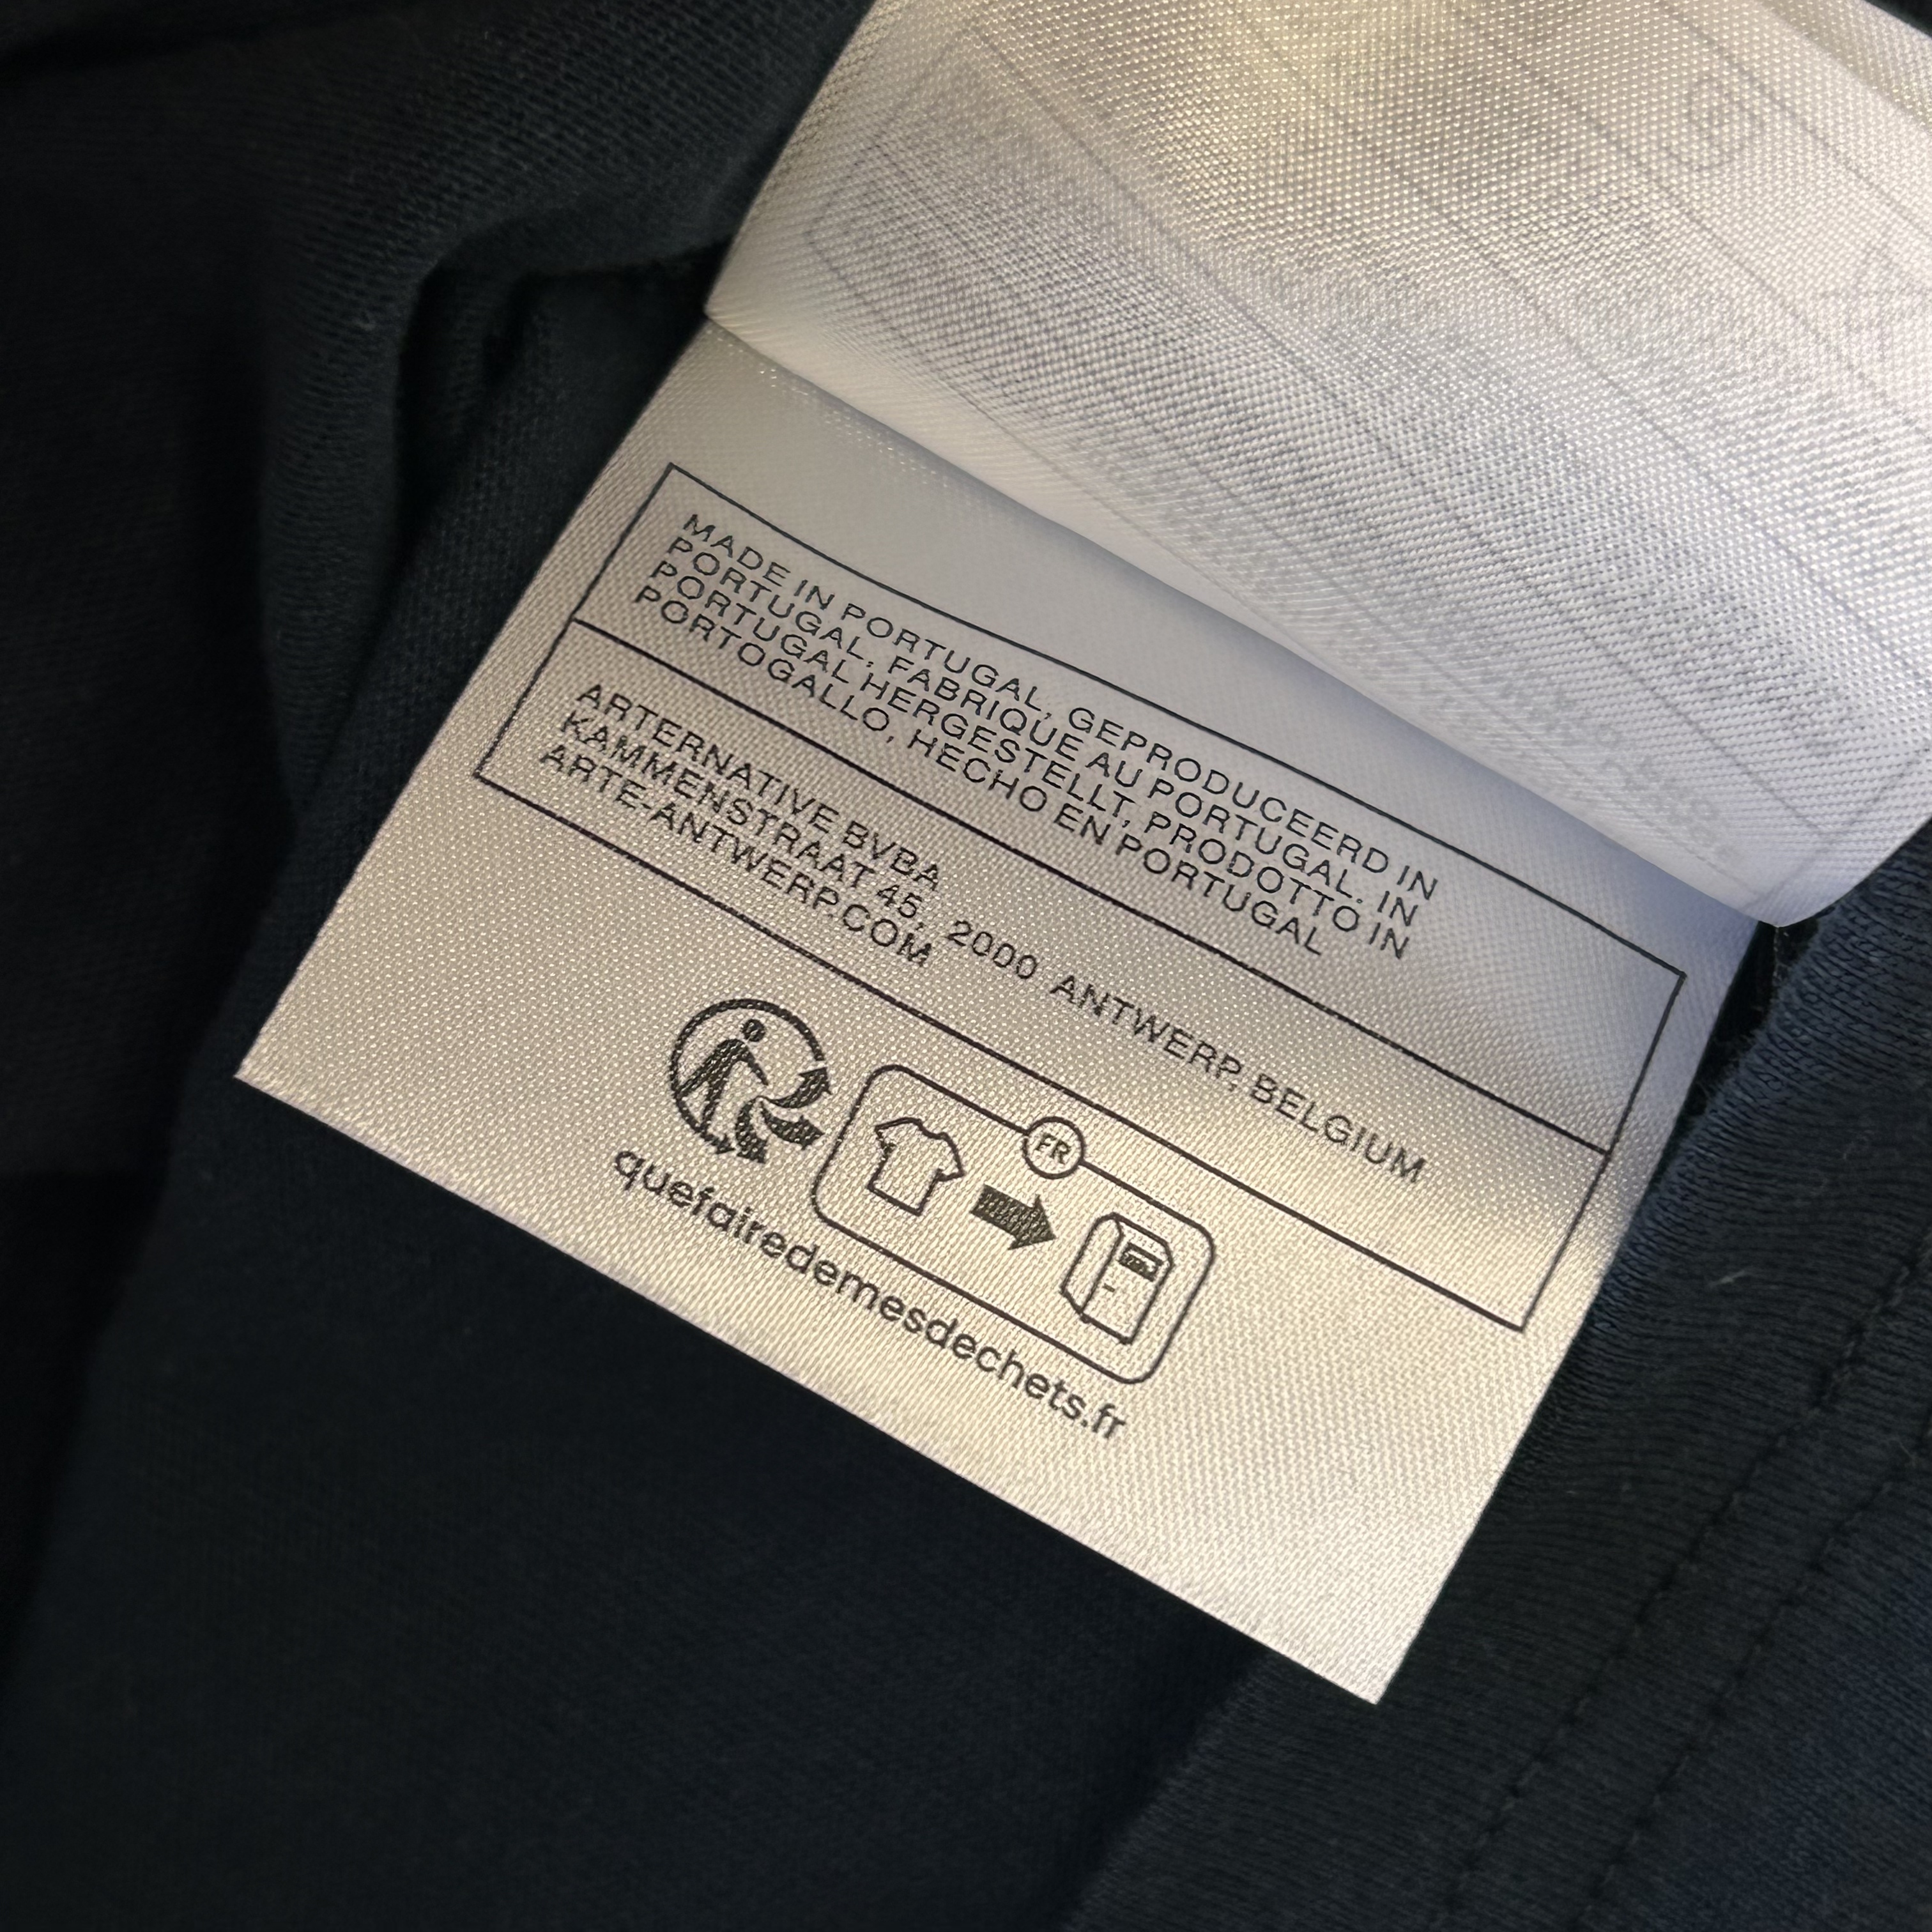 MADE IN PORTUGAL, GEPRODUCEERD IN
PORTUGAL, FABRIQUE AU PORTUGAL. IN
PORTUGAL HERGESTELLT, PRODOTTO IN
PORTOGALLO, HECHO EN PORTUGAL
ARTERNATIVE BVBA
KAMMENSTRAAT 45, 2000 ANTWERP, BELGIUM
ARTE-ANTWERP.COM
FR
quefairedemesdechets.fr